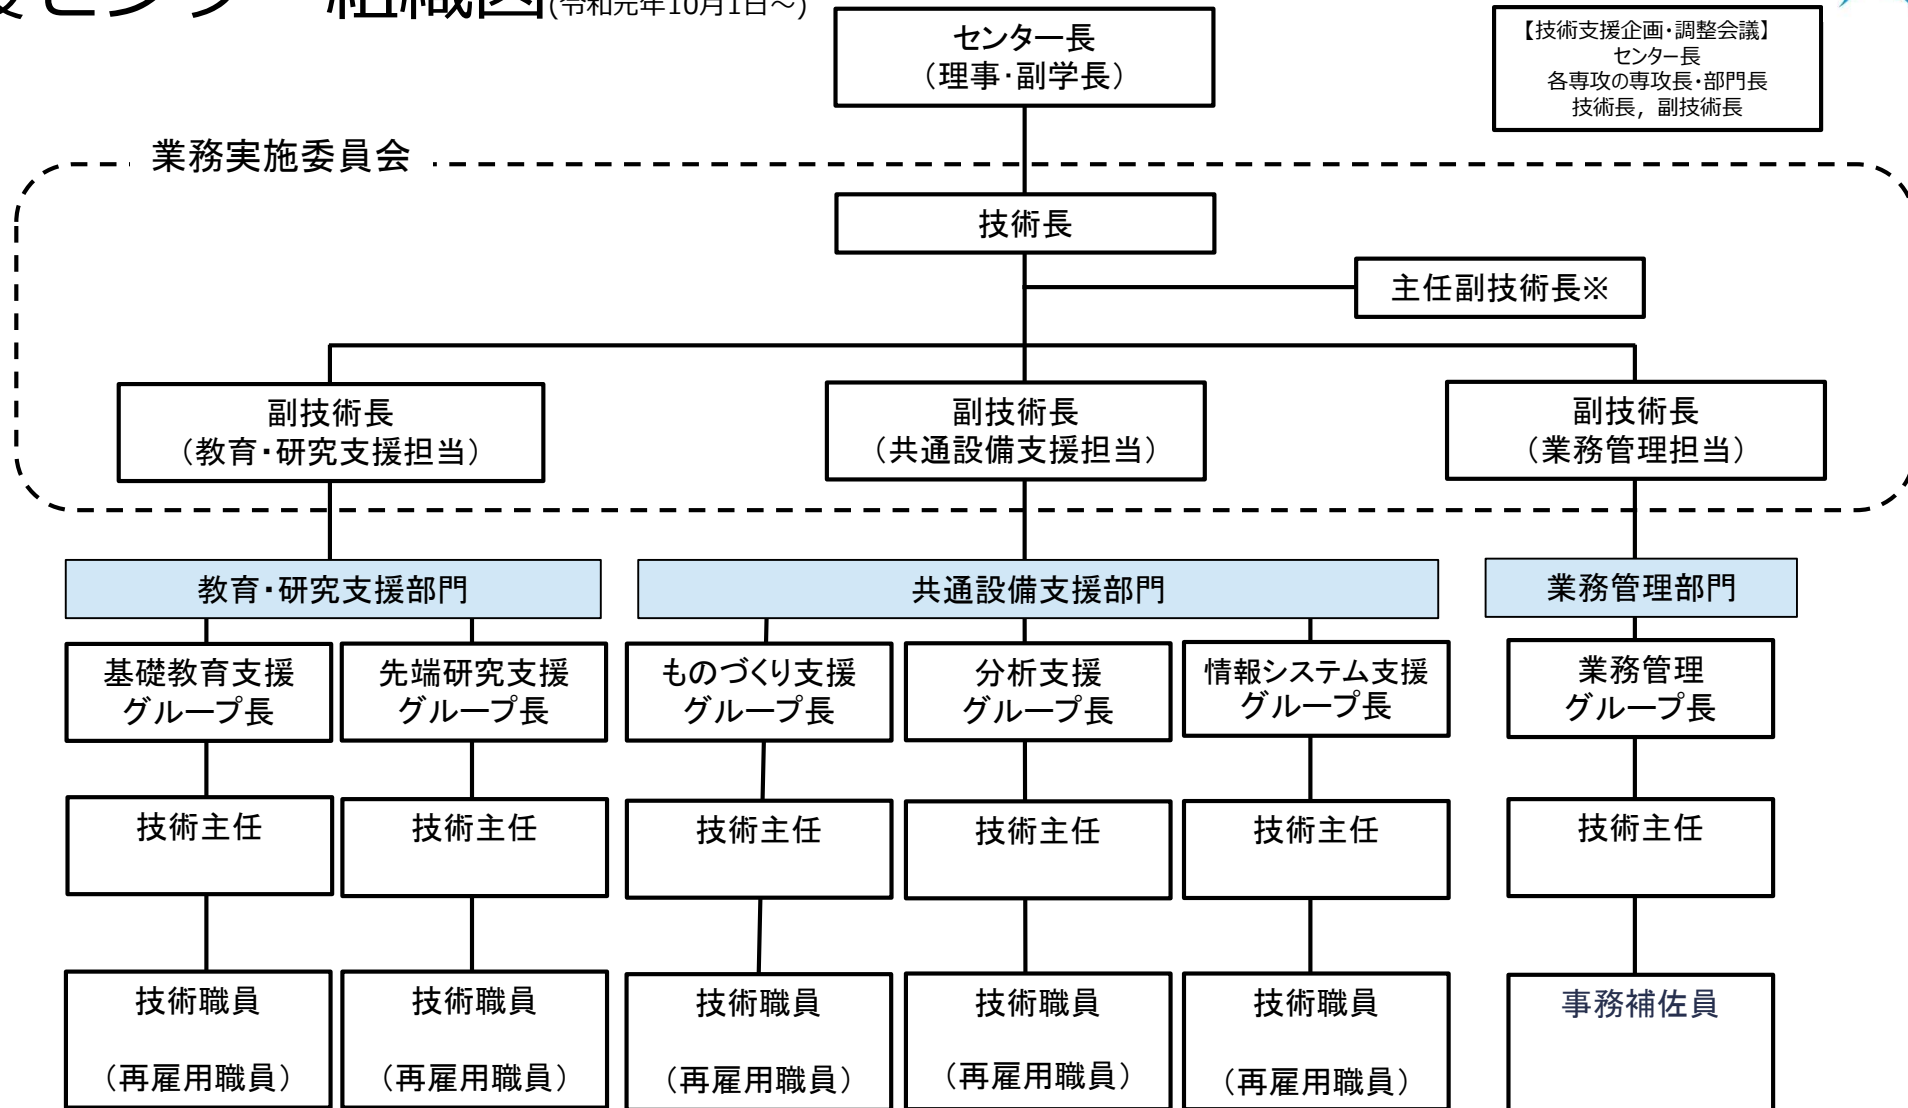 センター組織図(令和元年10月1日～)
センター長
（理事・副学長）
【技術支援企画・調整会議】
センター長
各専攻の専攻長・部門長
技術長，副技術長
業務実施委員会
技術長
主任副技術長※
副技術長
（教育・研究支援担当）
副技術長
（共通設備支援担当）
副技術長
（業務管理担当）
教育・研究支援部門
共通設備支援部門
業務管理部門
基礎教育支援
グループ長
先端研究支援
グループ長
ものづくり支援
グループ長
分析支援
グループ長
情報システム支援
グループ長
業務管理
グループ長
技術主任
技術主任
技術主任
技術主任
技術主任
技術主任
技術職員
（再雇用職員）
技術職員
（再雇用職員）
技術職員
（再雇用職員）
技術職員
（再雇用職員）
技術職員
（再雇用職員）
事務補佐員